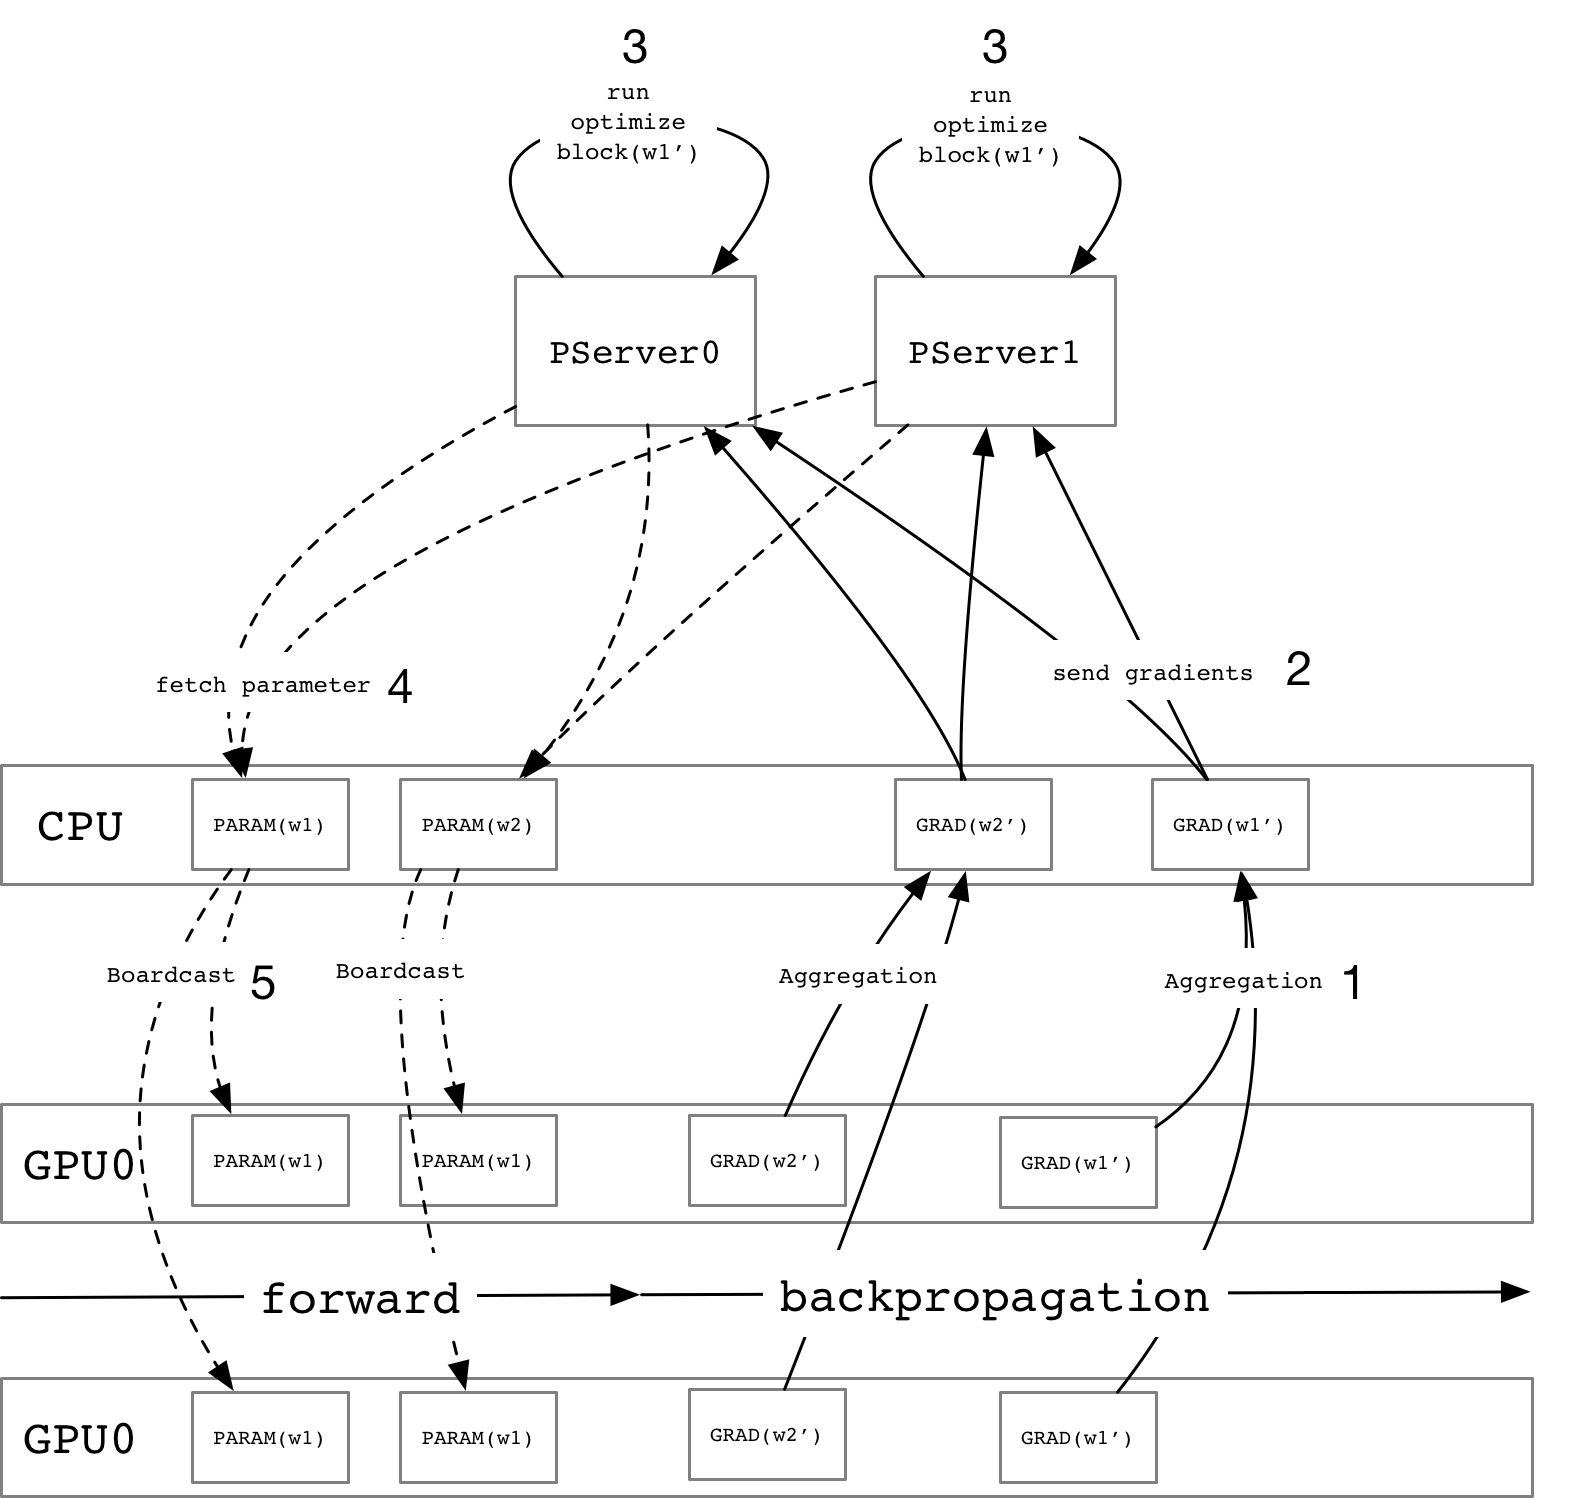 3
3
run
optimize
block(w1’)
run
optimize
block(w1’)
PServer0
PServer1
fetch parameter 4
send gradients 2
CPU
PARAM(w1)
PARAM(w2)
GRAD(w2’)
GRAD(w1’)
Boardcast 5
Boardcast
Aggregation
Aggregation 1
GPU0
PARAM(w1)
PARAM(w1)
GRAD(w2’)
GRAD(w1’)
forward
backpropagation
GPU0
PARAM(w1)
PARAM(w1)
GRAD(w2’)
GRAD(w1’)